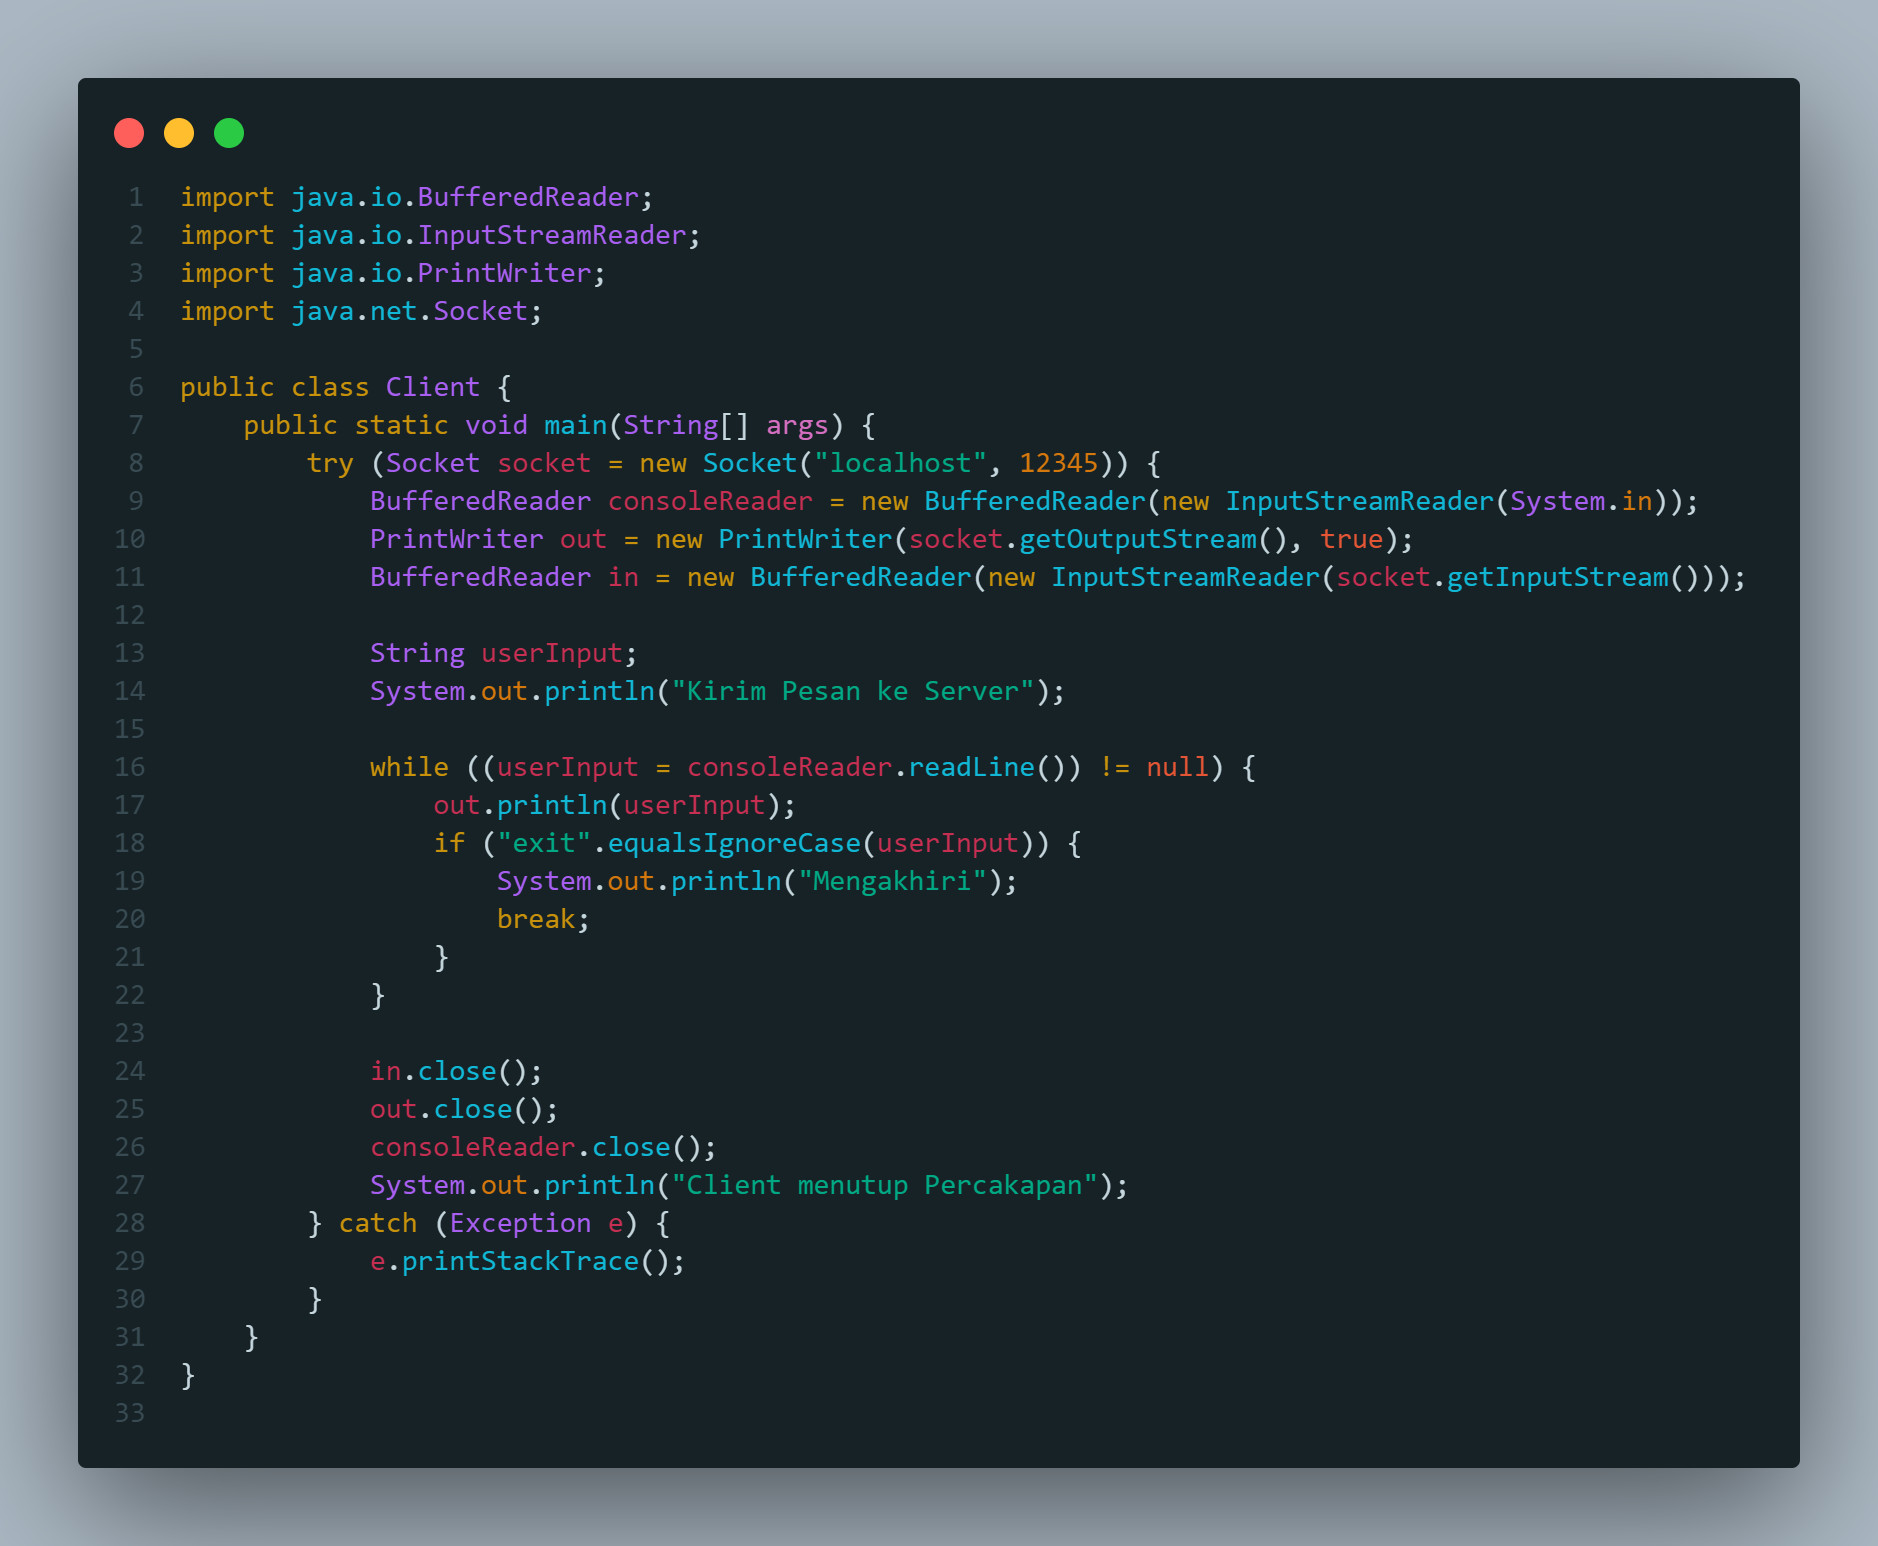 1 import java.io.BufferedReader;
2 import java.io.InputStreamReader;
3 import java.io.PrintWriter;
4 import java.net.Socket;
5
6 public class Client {
7     public static void main(String[] args) {
8         try (Socket socket = new Socket("localhost", 12345)) {
9             BufferedReader consoleReader = new BufferedReader(new InputStreamReader(System.in));
10             PrintWriter out = new PrintWriter(socket.getOutputStream(), true);
11             BufferedReader in = new BufferedReader(new InputStreamReader(socket.getInputStream()));
12
13             String userInput;
14             System.out.println("Kirim Pesan ke Server");
15
16             while ((userInput = consoleReader.readLine()) != null) {
17                 out.println(userInput);
18                 if ("exit".equalsIgnoreCase(userInput)) {
19                     System.out.println("Mengakhiri");
20                     break;
21                 }
22             }
23
24             in.close();
25             out.close();
26             consoleReader.close();
27             System.out.println("Client menutup Percakapan");
28         } catch (Exception e) {
29             e.printStackTrace();
30         }
31     }
32 }
33